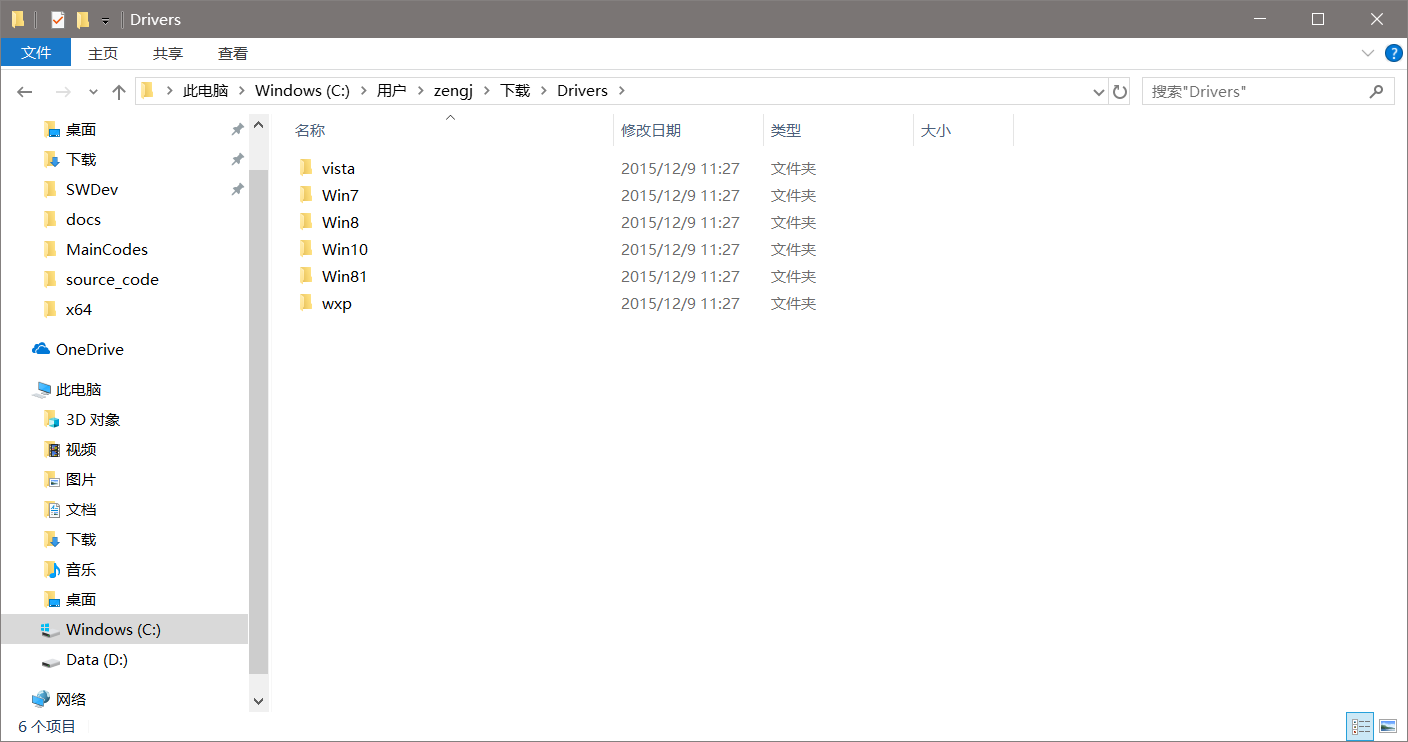 Drivers
文件 主页 共享 查看
此电脑 Windows (C:) 用户 zengj 下载 Drivers 搜索"Drivers"
桌面
下载
SWDev
docs
MainCodes
source_code
x64
OneDrive
此电脑
3D 对象
视频
图片
文档
下载
音乐
桌面
Windows (C:)
Data (D:)
网络
名称 修改日期 类型 大小
vista 2015/12/9 11:27 文件夹
Win7 2015/12/9 11:27 文件夹
Win8 2015/12/9 11:27 文件夹
Win10 2015/12/9 11:27 文件夹
Win81 2015/12/9 11:27 文件夹
wxp 2015/12/9 11:27 文件夹
6 个项目